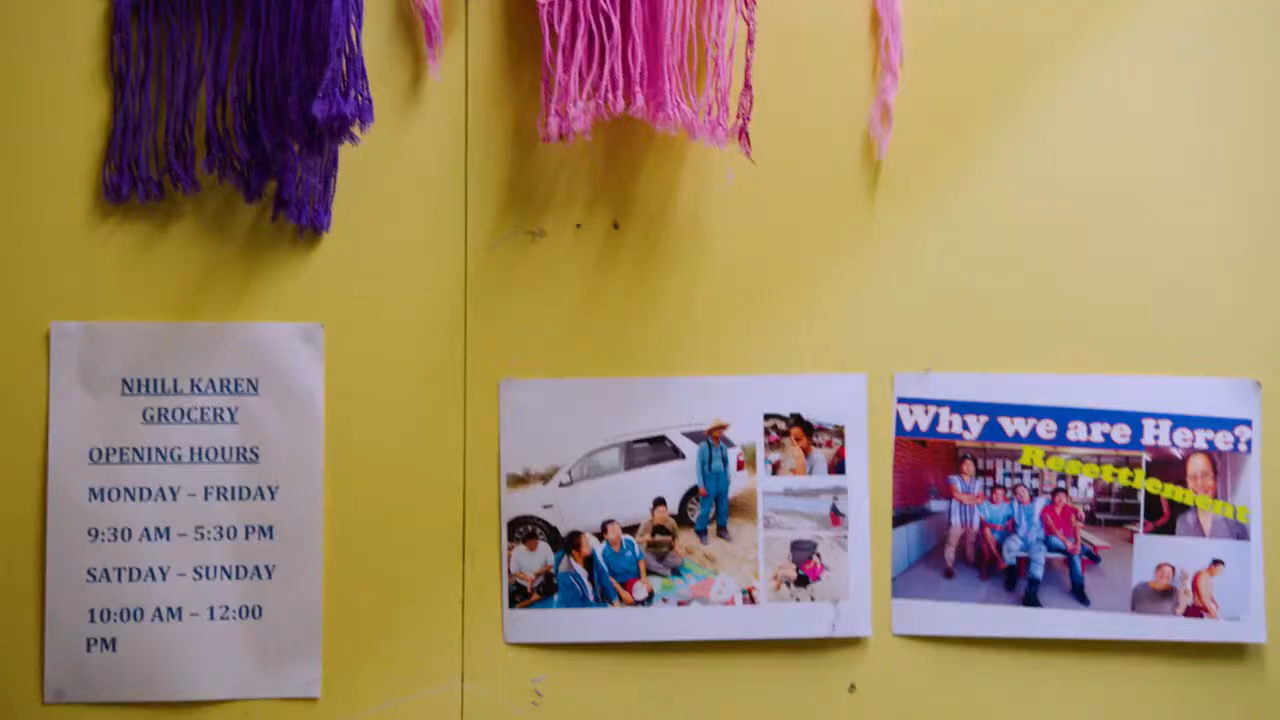 NHILL KAREN
GROCERY
OPENING HOURS
MONDAY – FRIDAY
9:30 AM – 5:30 PM
SATDAY – SUNDAY
10:00 AM – 12:00
PM
Why we are Here?
Resettlement